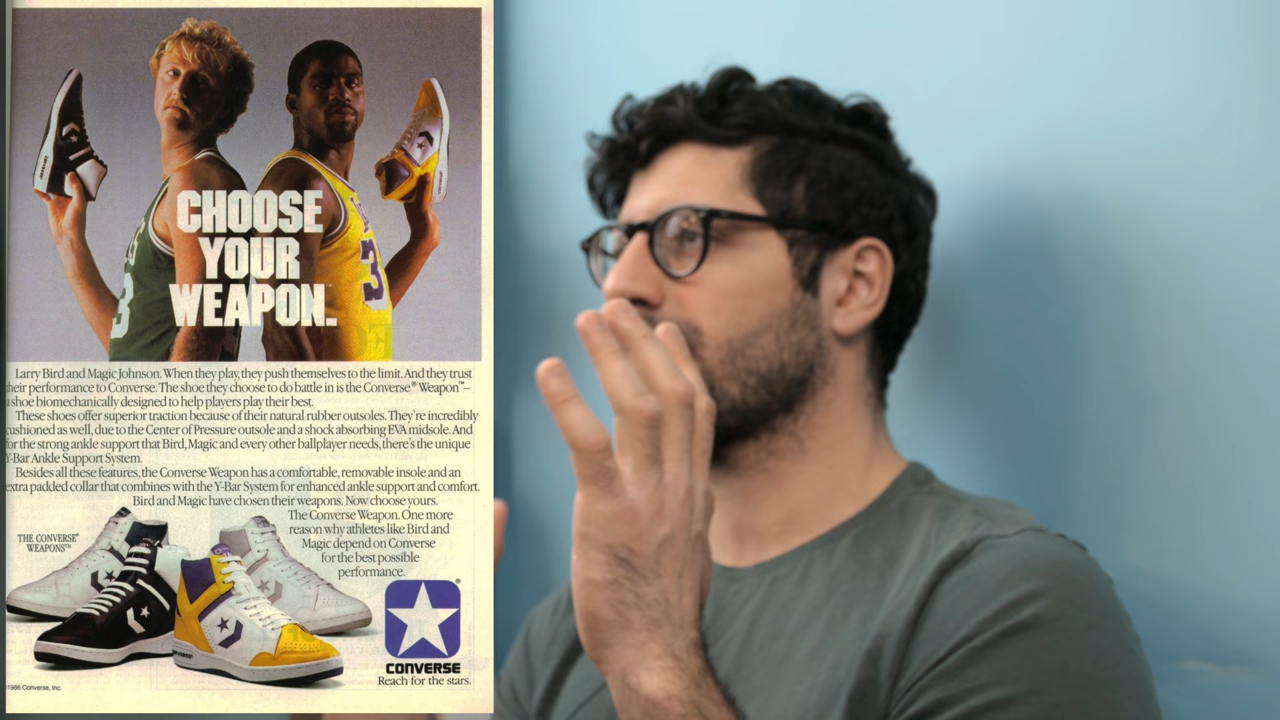 CHOOSE
YOUR
WEAPON.™
3
3
Larry Bird and Magic Johnson. When they play, they push themselves to the limit. And they trust
their performance to Converse. The shoe they choose to do battle in is the Converse® Weapon™–
a shoe biomechanically designed to help players play their best.
These shoes offer superior traction because of their natural rubber outsoles. They're incredibly
cushioned as well, due to the Center of Pressure outsole and a shock absorbing EVA midsole. And
for the strong ankle support that Bird, Magic and every other ballplayer needs, there's the unique
Y-Bar Ankle Support System.
Besides all these features, the Converse Weapon has a comfortable, removable insole and an
extra padded collar that combines with the Y-Bar System for enhanced ankle support and comfort.
Bird and Magic have chosen their weapons. Now choose yours.
The Converse Weapon. One more
reason why athletes like Bird and
Magic depend on Converse
for the best possible
performance.
THE CONVERSE®
WEAPONS™
®
CONVERSE
Reach for the stars.
1986 Converse, Inc.